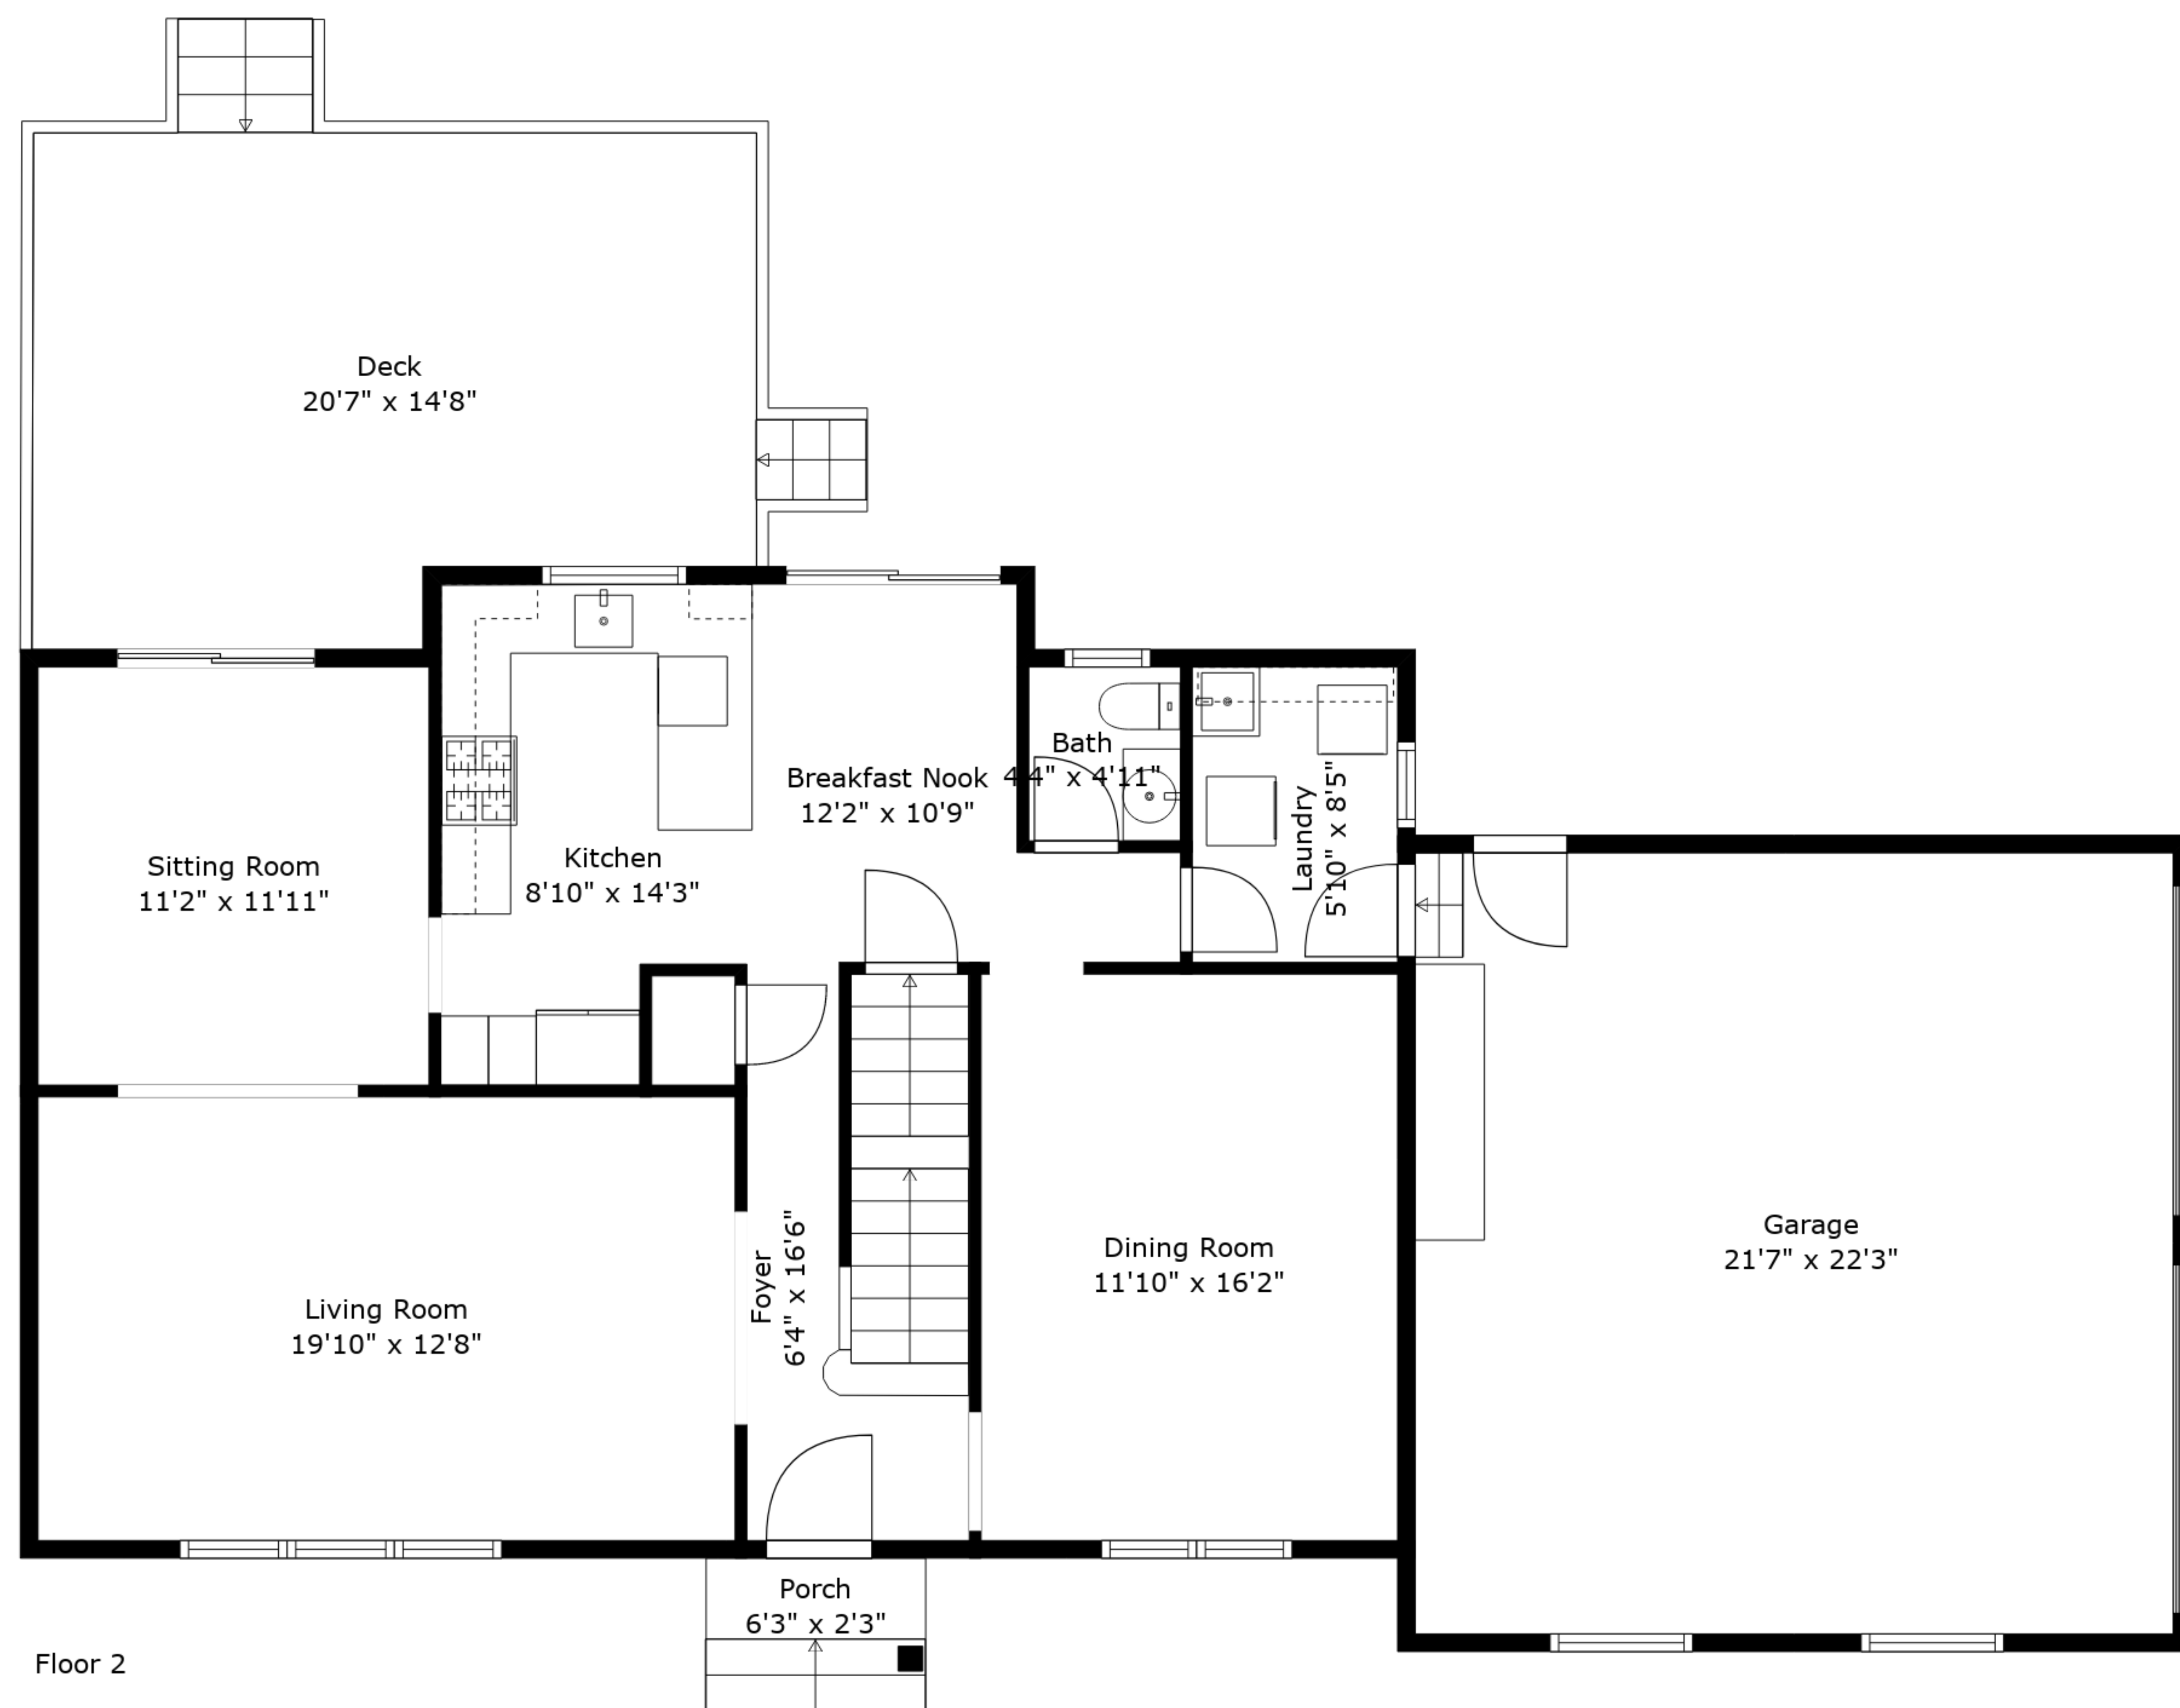 Deck
20'7" x 14'8"
Bath
4'4" x 4'11"
Breakfast Nook
12'2" x 10'9"
Laundry
5'10" x 8'5"
Kitchen
8'10" x 14'3"
Sitting Room
11'2" x 11'11"
Garage
21'7" x 22'3"
Dining Room
11'10" x 16'2"
Foyer
6'4" x 16'6"
Living Room
19'10" x 12'8"
Porch
6'3" x 2'3"
Floor 2